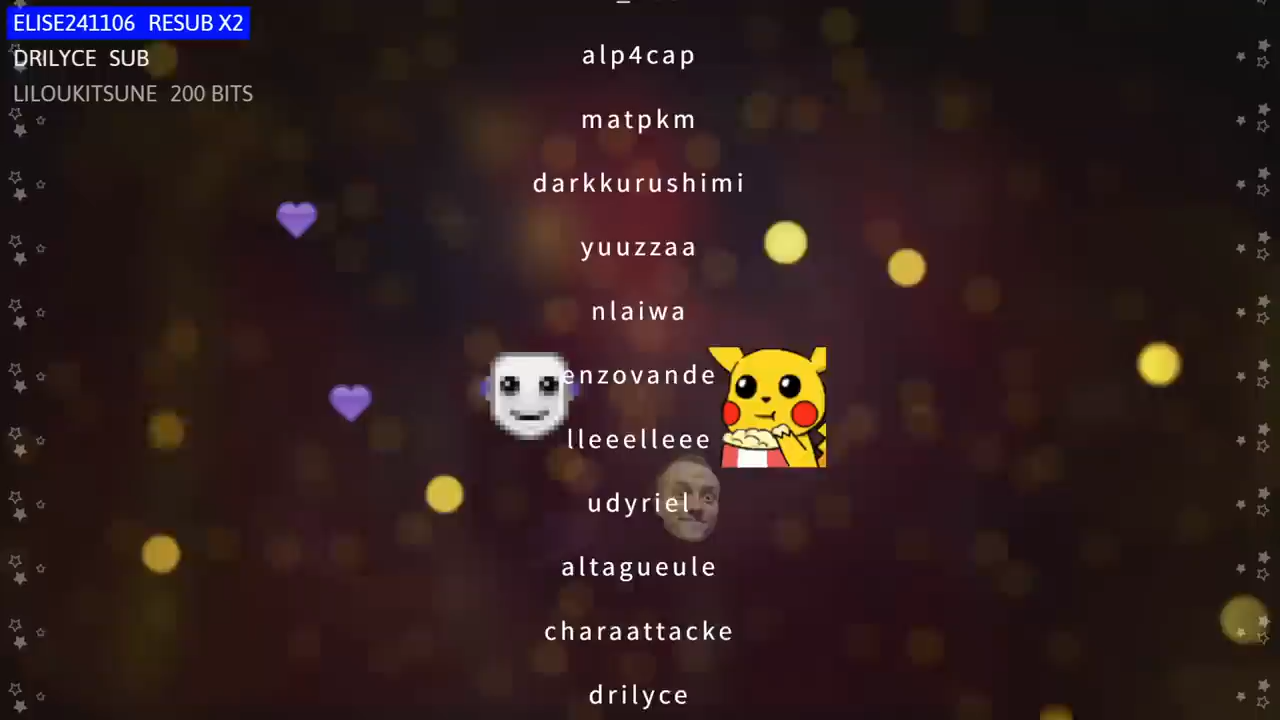 ELISE241106 RESUB X2
DRILYCE SUB
LILOUKITSUNE 200 BITS
alp4cap
matpkm
darkkurushimi
yuuzzaa
nlaiwa
enzovande
lleeelleee
udyriel
altagueule
charaattacke
drilyce